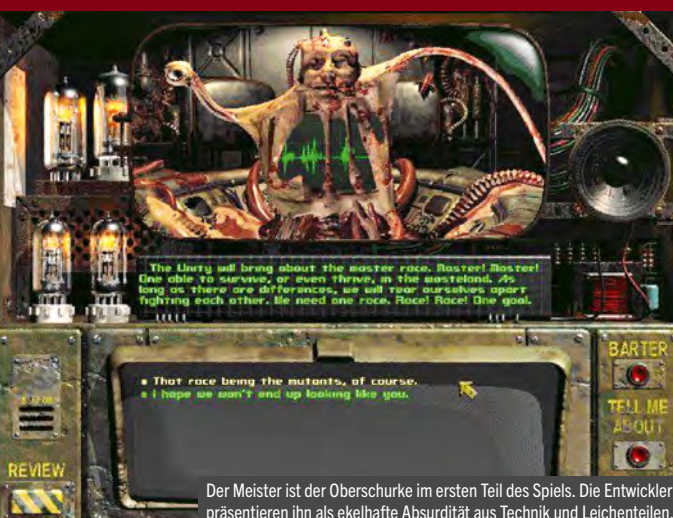 The Unity will bring about the master race. Master! Master!
One able to survive, or even thrive, in the wasteland. As
long as there are differences, we will tear ourselves apart
fighting each other. We need one race. Race! Race! One goal.
That race being the mutants, of course.
I hope we won't end up looking like you.
BARTER
TELL ME
ABOUT
REVIEW
Der Meister ist der Oberschurke im ersten Teil des Spiels. Die Entwickler
präsentieren ihn als ekelhafte Absurdität aus Technik und Leichenteilen.